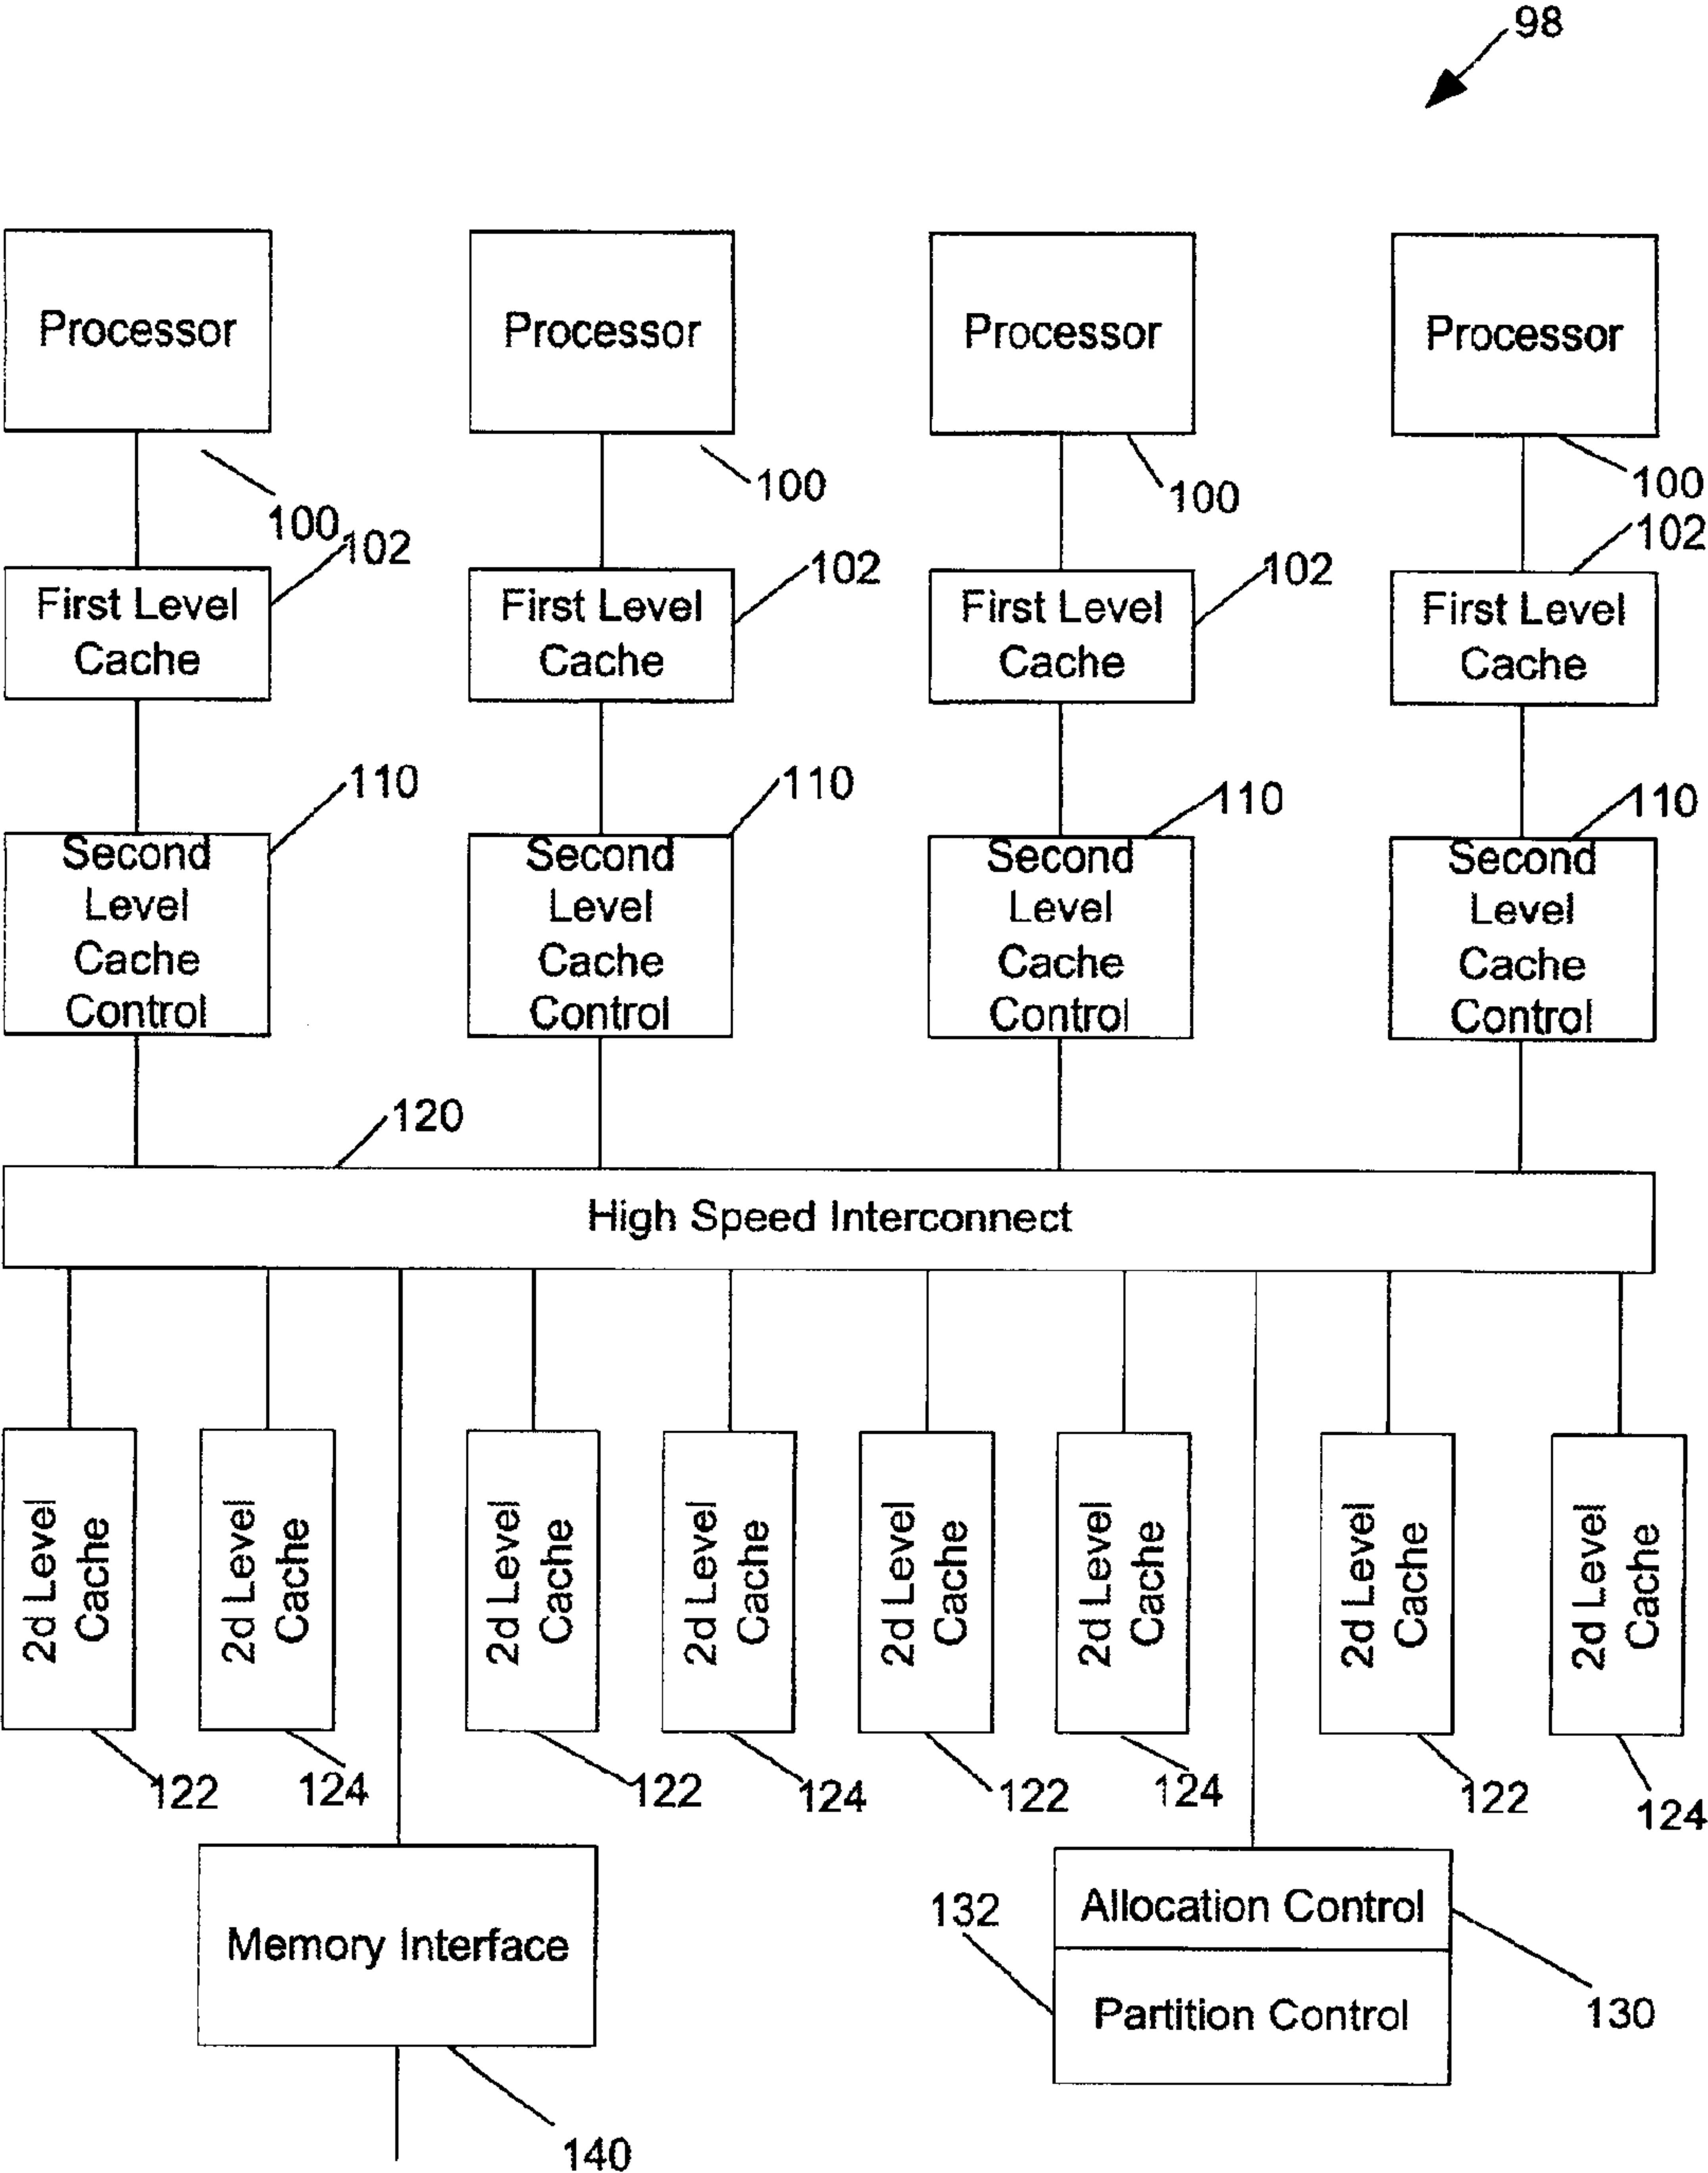 98
Processor
Processor
Processor
Processor
100
100
100
100
102
102
102
102
First Level
Cache
First Level
Cache
First Level
Cache
First Level
Cache
110
110
110
110
Second
Level
Cache
Control
Second
Level
Cache
Control
Second
Level
Cache
Control
Second
Level
Cache
Control
120
High Speed Interconnect
2d Level
Cache
2d Level
Cache
2d Level
Cache
2d Level
Cache
2d Level
Cache
2d Level
Cache
2d Level
Cache
2d Level
Cache
122
124
122
124
122
124
122
124
Memory Interface
140
132
Allocation Control
Partition Control
130